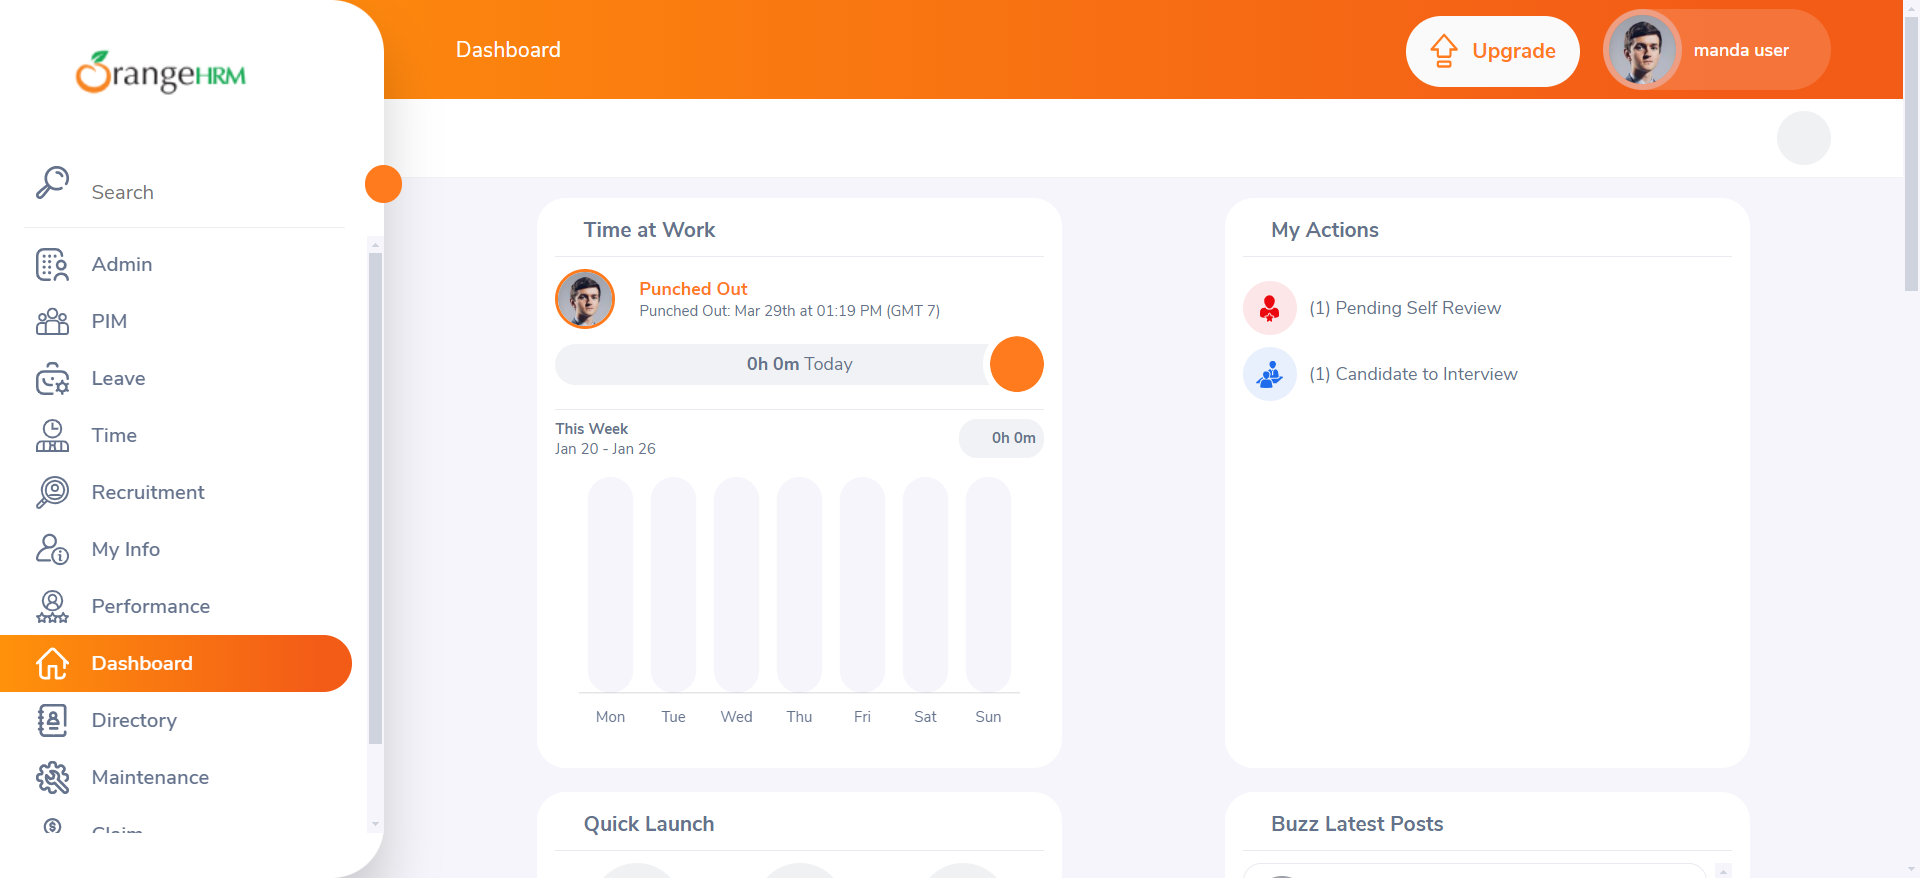 OrangeHRM
Dashboard
Upgrade
manda user
Search
Admin
PIM
Leave
Time
Recruitment
My Info
Performance
Dashboard
Directory
Maintenance
Claim
Time at Work
Punched Out
Punched Out: Mar 29th at 01:19 PM (GMT 7)
0h 0m Today
This Week
Jan 20 - Jan 26
0h 0m
Mon Tue Wed Thu Fri Sat Sun
My Actions
(1) Pending Self Review
(1) Candidate to Interview
Quick Launch
Buzz Latest Posts